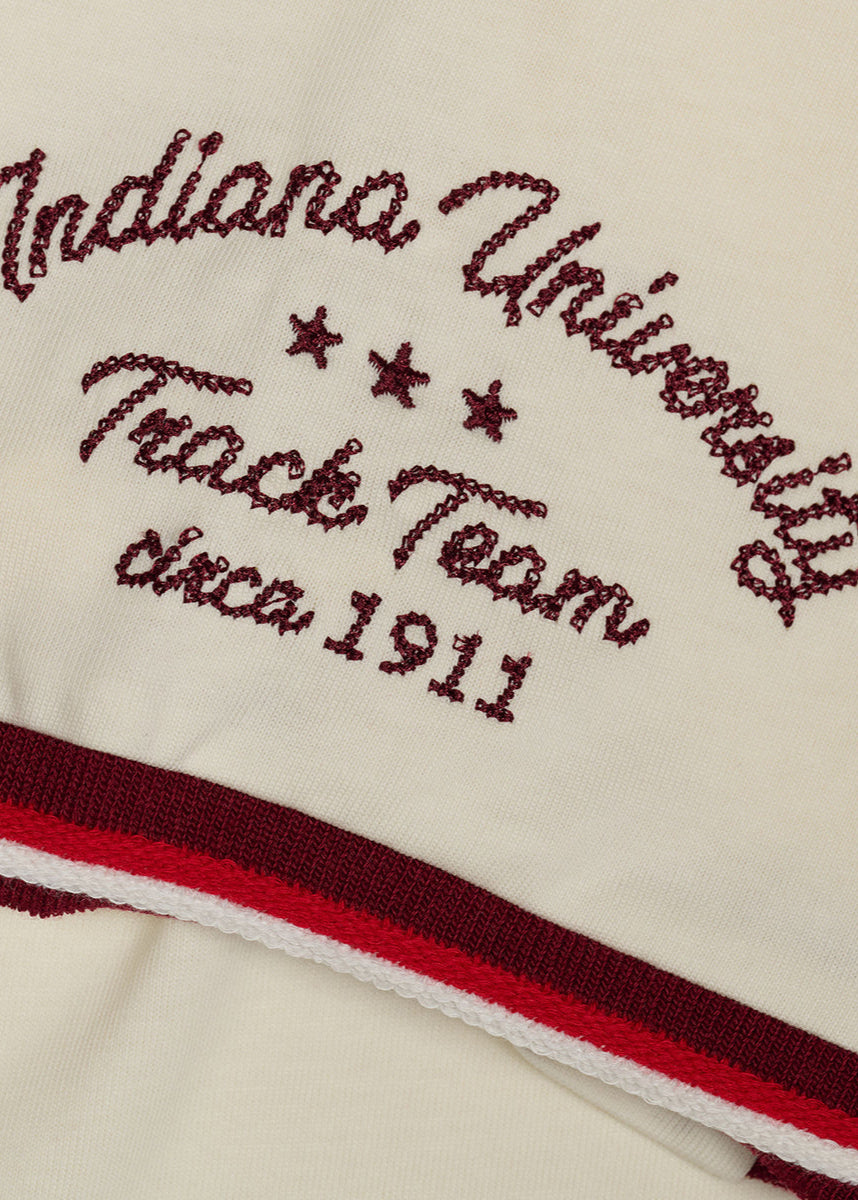 Indiana University
Track Team
circa 1911